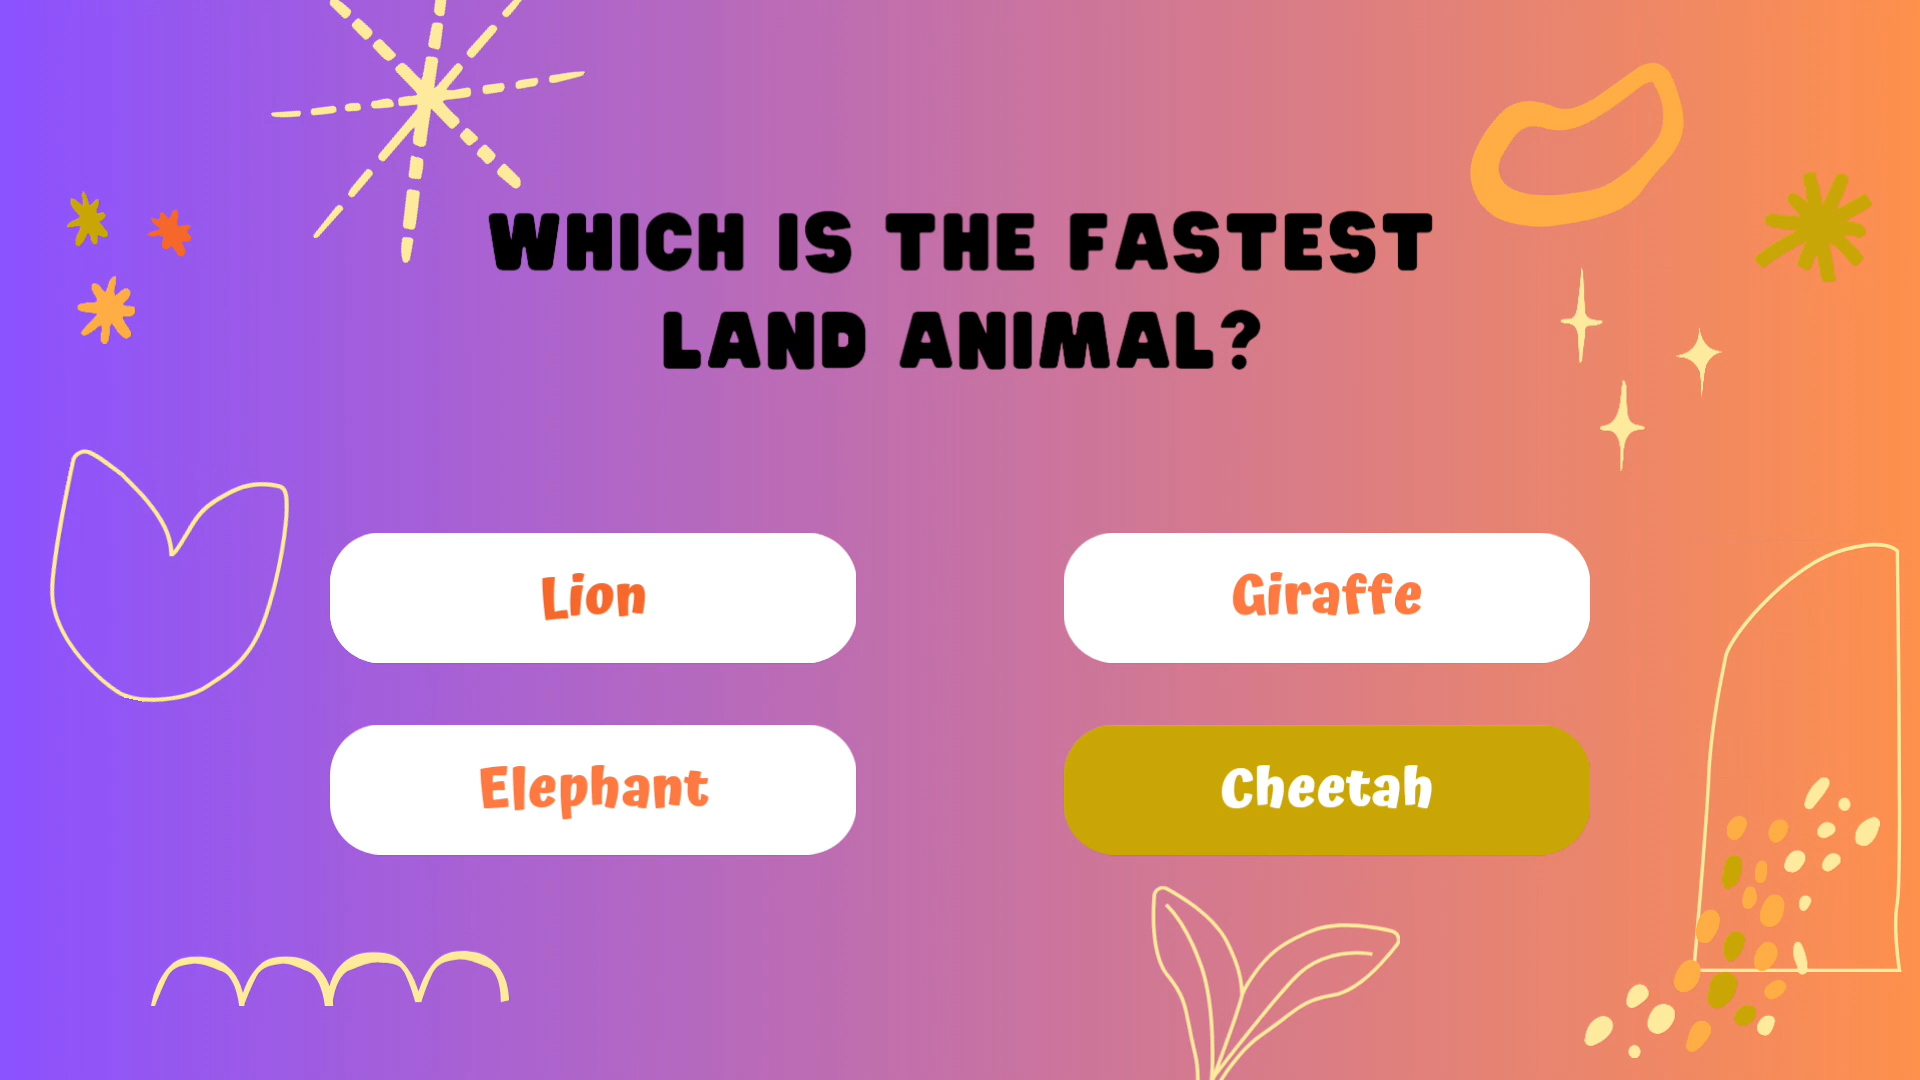 WHICH IS THE FASTEST
LAND ANIMAL?
Lion
Giraffe
Elephant
Cheetah